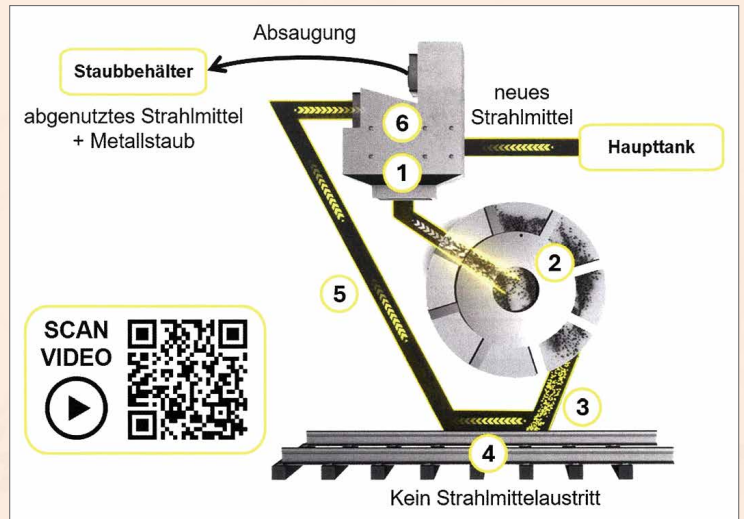 Absaugung
Staubbehälter
abgenutztes Strahlmittel
+ Metallstaub
neues
Strahlmittel
Haupttank
6
1
2
5
3
4
SCAN
VIDEO
Kein Strahlmittelaustritt